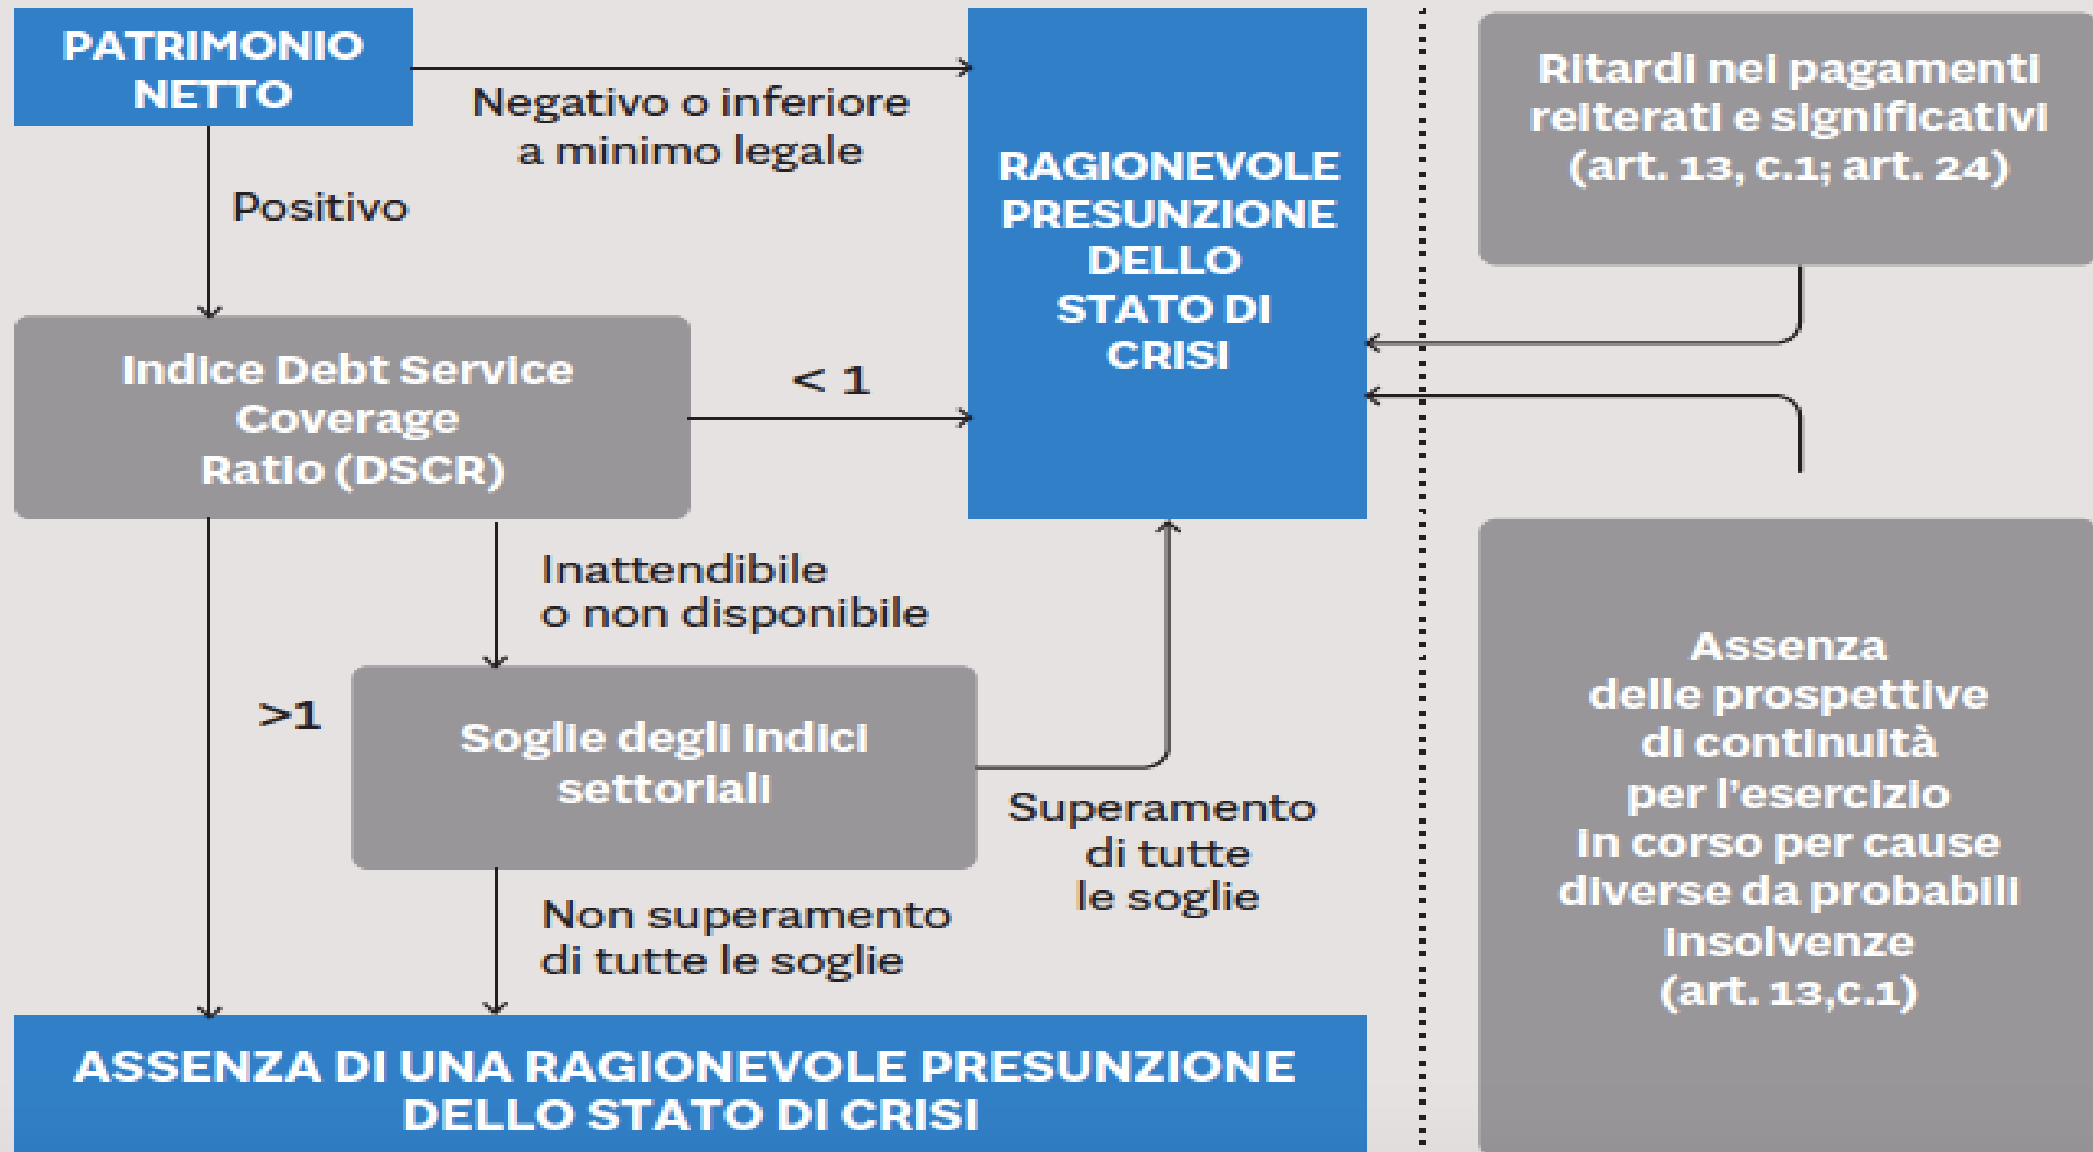 PATRIMONIO
NETTO
Negativo o inferiore
a minimo legale
Positivo
RAGIONEVOLE
PRESUNZIONE
DELLO
STATO DI
CRISI
Ritardi nei pagamenti
reiterati e significativi
(art. 13, c.1; art. 24)
Indice Debt Service
Coverage
Ratio (DSCR)
< 1
Inattendibile
o non disponibile
>1
Soglie degli indici
settoriali
Superamento
di tutte
le soglie
Non superamento
di tutte le soglie
Assenza
delle prospettive
di continuità
per l'esercizio
in corso per cause
diverse da probabili
insolvenze
(art. 13,c.1)
ASSENZA DI UNA RAGIONEVOLE PRESUNZIONE
DELLO STATO DI CRISI